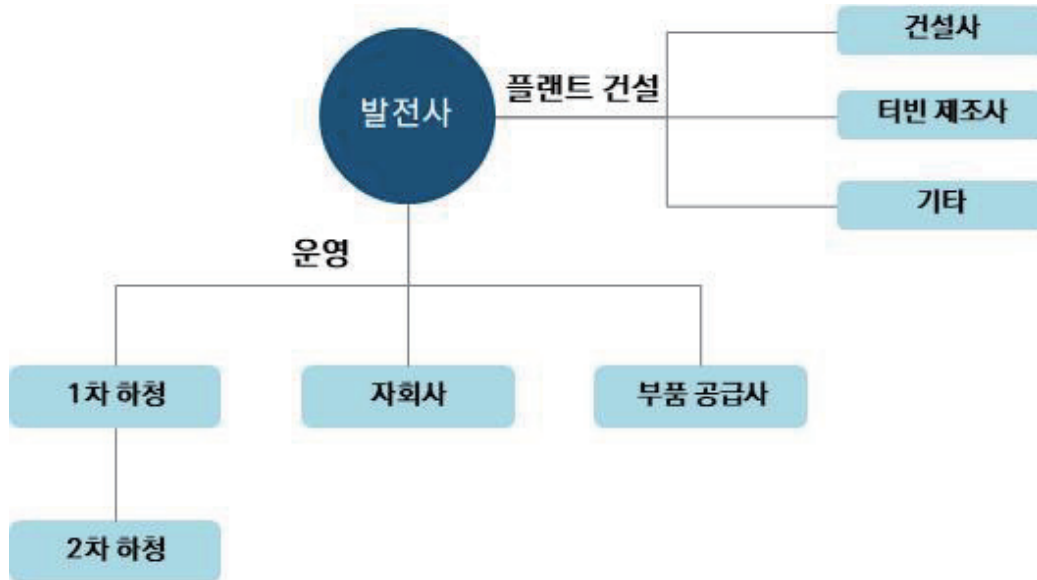 건설사
플랜트 건설
발전사
터빈 제조사
기타
운영
1차 하청
자회사
부품 공급사
2차 하청